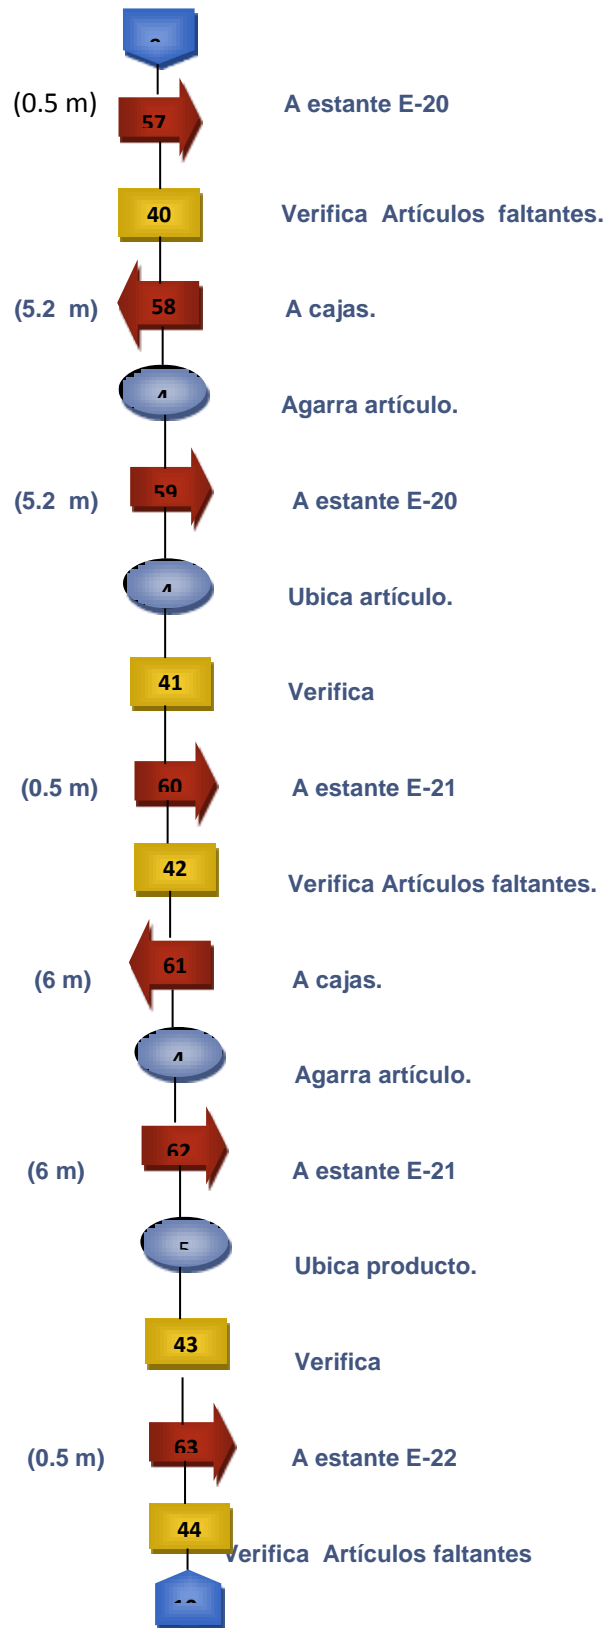 (0.5 m) 57 A estante E-20
40 Verifica Artículos faltantes.
(5.2 m) 58 A cajas.
Agarra artículo.
(5.2 m) 59 A estante E-20
Ubica artículo.
41 Verifica
(0.5 m) 60 A estante E-21
42 Verifica Artículos faltantes.
(6 m) 61 A cajas.
Agarra artículo.
(6 m) 62 A estante E-21
Ubica producto.
43 Verifica
(0.5 m) 63 A estante E-22
44 Verifica Artículos faltantes